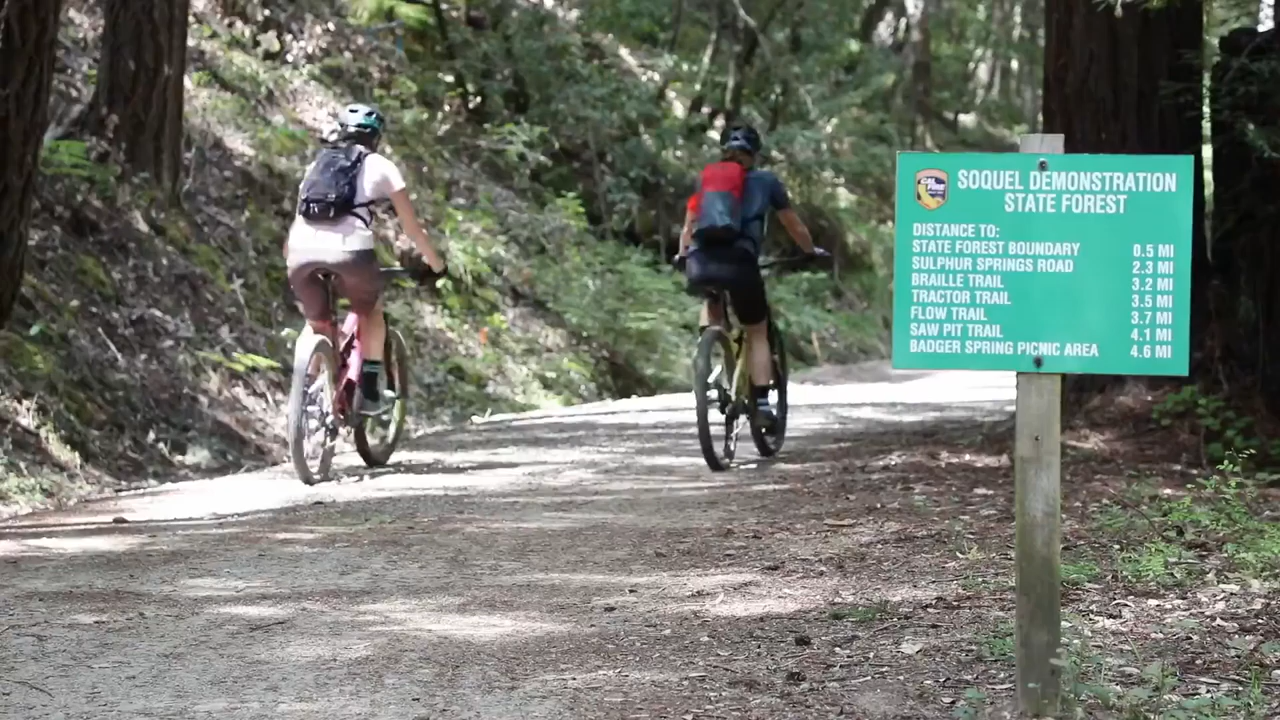 CAL FIRE
SOQUEL DEMONSTRATION
STATE FOREST
DISTANCE TO:
STATE FOREST BOUNDARY 0.5 MI
SULPHUR SPRINGS ROAD 2.3 MI
BRAILLE TRAIL 3.2 MI
TRACTOR TRAIL 3.5 MI
FLOW TRAIL 3.7 MI
SAW PIT TRAIL 4.1 MI
BADGER SPRING PICNIC AREA 4.6 MI